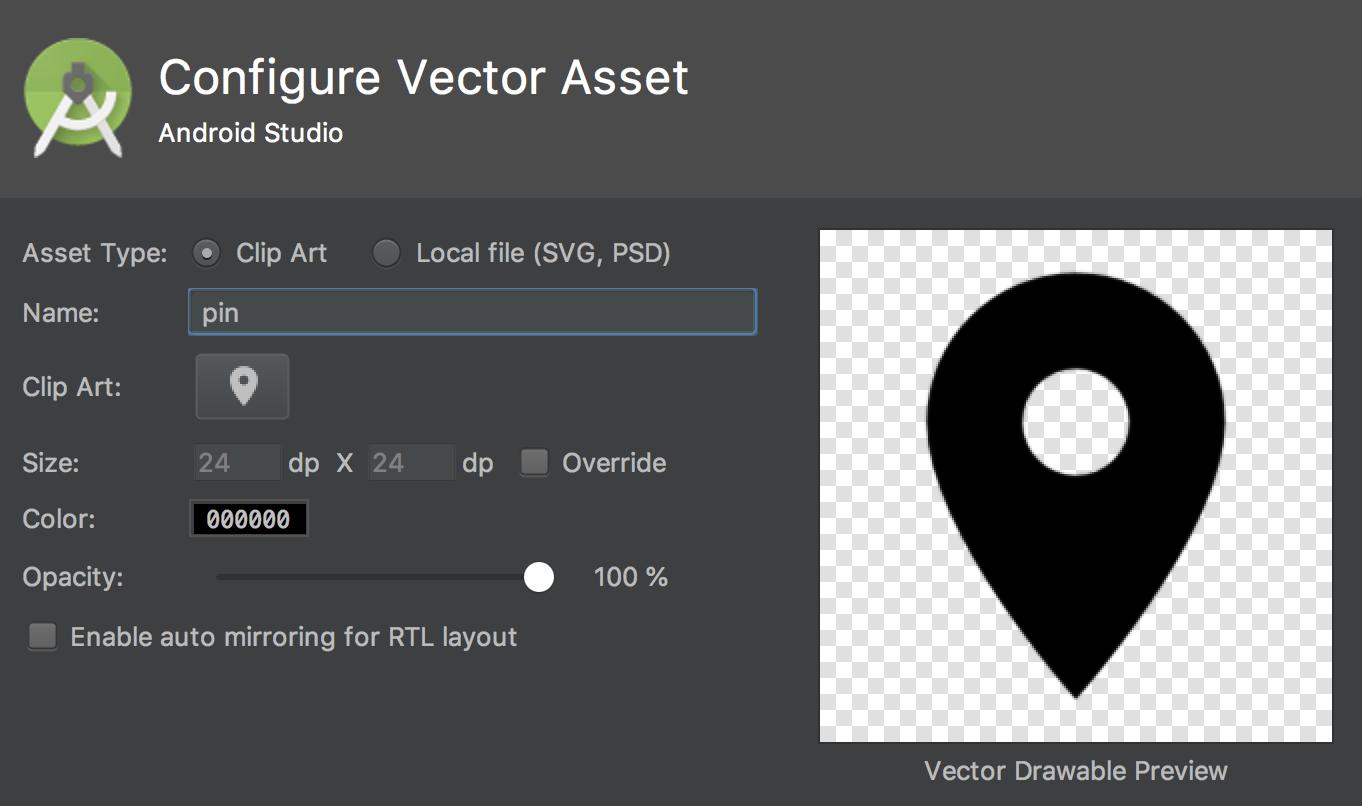 Configure Vector Asset
Android Studio
Asset Type: Clip Art Local file (SVG, PSD)
Name: pin
Clip Art:
Size: 24 dp X 24 dp Override
Color: 000000
Opacity: 100 %
Enable auto mirroring for RTL layout
Vector Drawable Preview